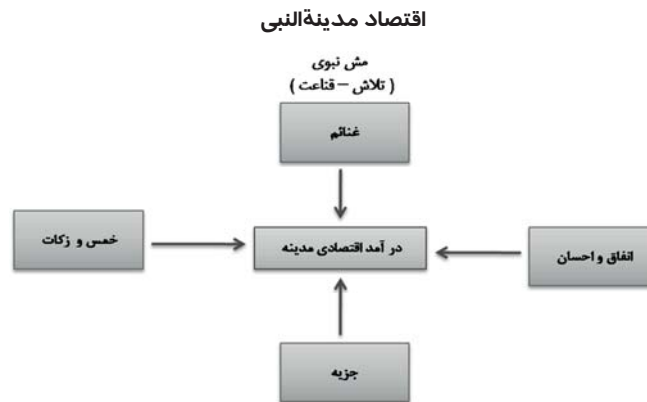 اقتصاد مدینةالنبی
مش نبوی
( تلاش – قناعت )
غنائم
خمس و زکات
در آمد اقتصادی مدینه
انفاق و احسان
جزیه